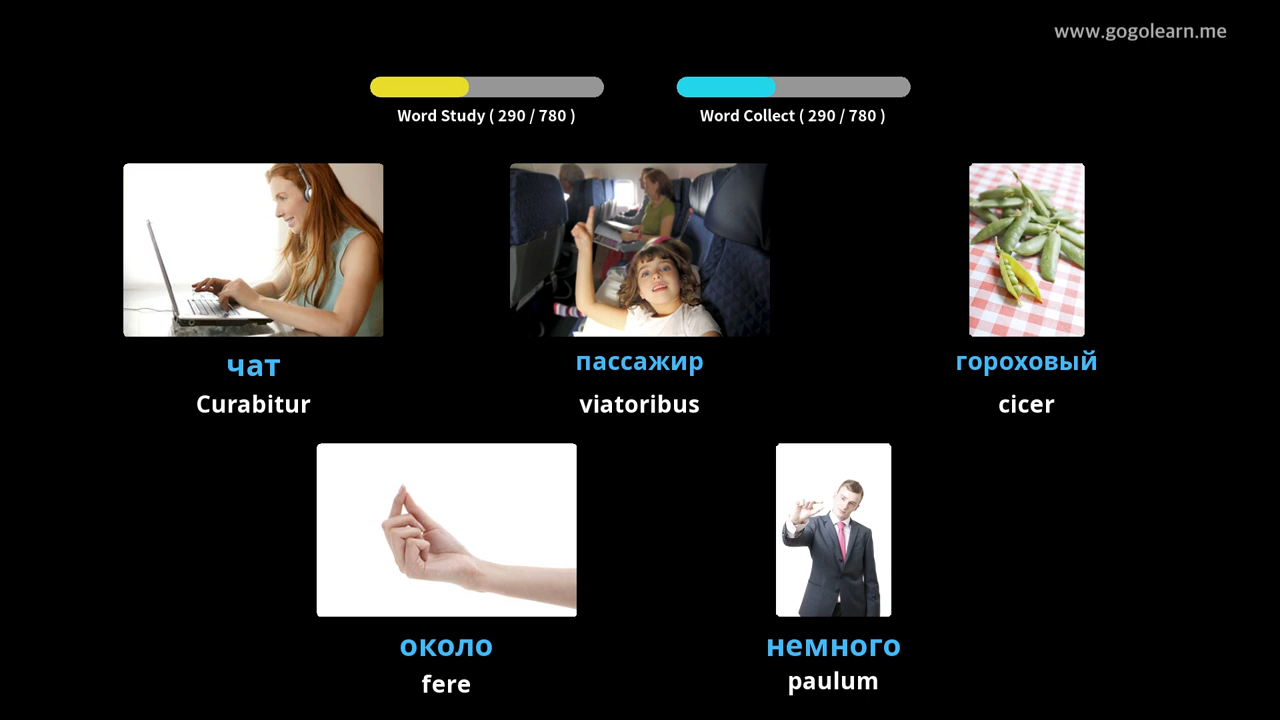 www.gogolearn.me
Word Study ( 290 / 780 )
Word Collect ( 290 / 780 )
чат
пассажир
гороховый
Curabitur
viatoribus
cicer
около
немного
fere
paulum